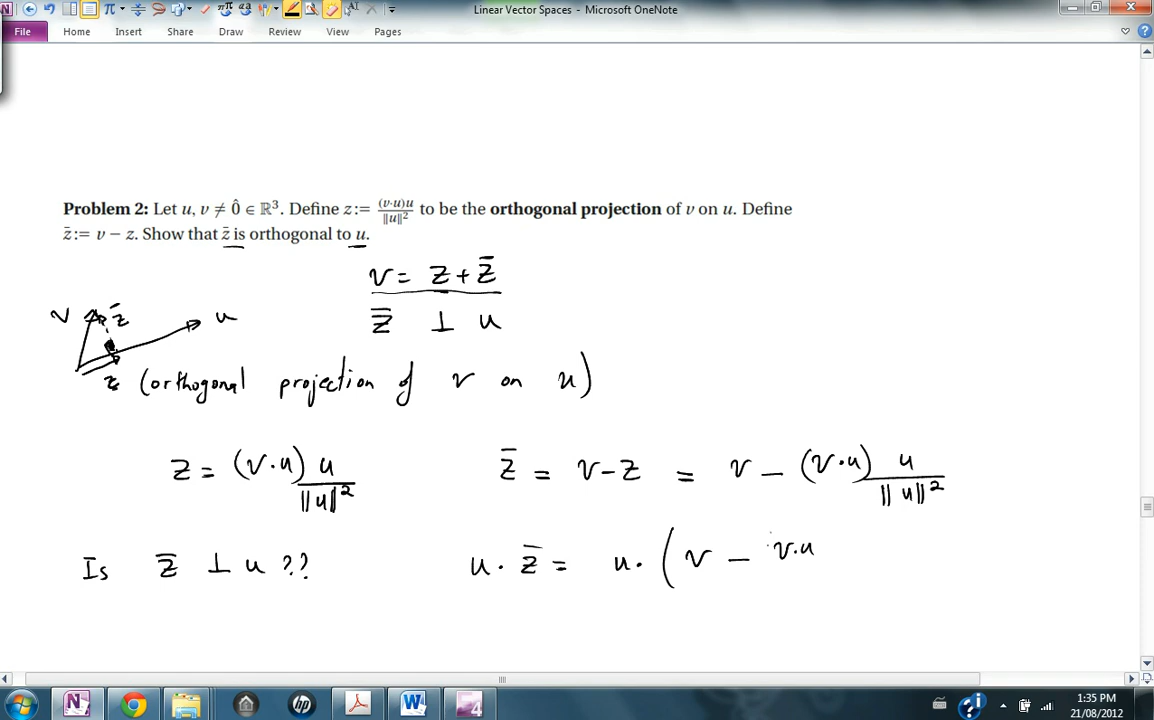 Linear Vector Spaces - Microsoft OneNote
File Home Insert Share Draw Review View Pages
Problem 2: Let u, v ≠ 0̂ ∈ ℝ³. Define z := (v·u)u / ‖u‖² to be the orthogonal projection of v on u. Define
z̄ := v − z. Show that z̄ is orthogonal to u.
v = z + z̄
z̄ ⊥ u
v z̄ u
z (orthogonal projection of v on u)
z = (v·u) u / ‖u‖² z̄ = v − z = v − (v·u) u / ‖u‖²
Is z̄ ⊥ u ?? u · z̄ = u · ( v − v·u
1:35 PM
21/08/2012